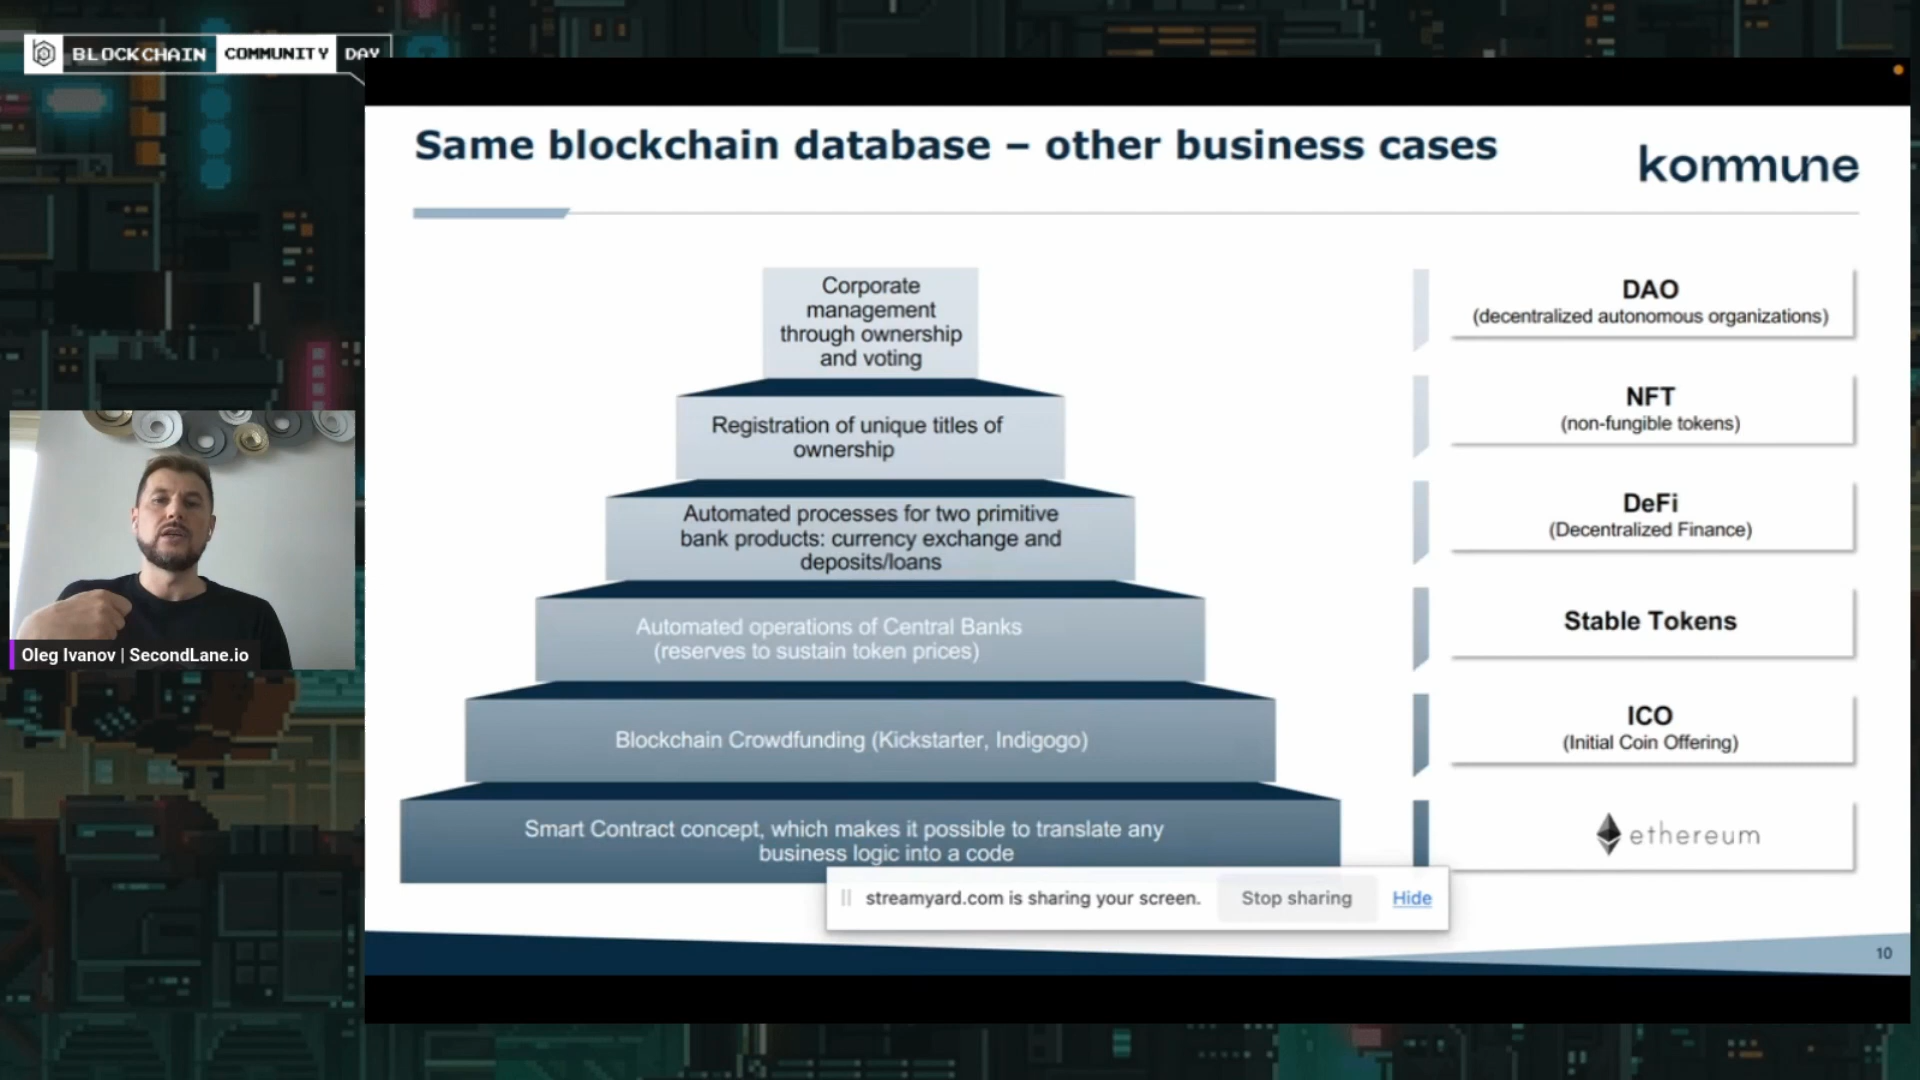 BLOCKCHAIN COMMUNITY DAY
Same blockchain database – other business cases
kommune
Corporate
management
through ownership
and voting
DAO
(decentralized autonomous organizations)
Registration of unique titles of
ownership
NFT
(non-fungible tokens)
Automated processes for two primitive
bank products: currency exchange and
deposits/loans
DeFi
(Decentralized Finance)
Automated operations of Central Banks
(reserves to sustain token prices)
Stable Tokens
Blockchain Crowdfunding (Kickstarter, Indigogo)
ICO
(Initial Coin Offering)
Smart Contract concept, which makes it possible to translate any
business logic into a code
ethereum
Oleg Ivanov | SecondLane.io
streamyard.com is sharing your screen. Stop sharing Hide
10